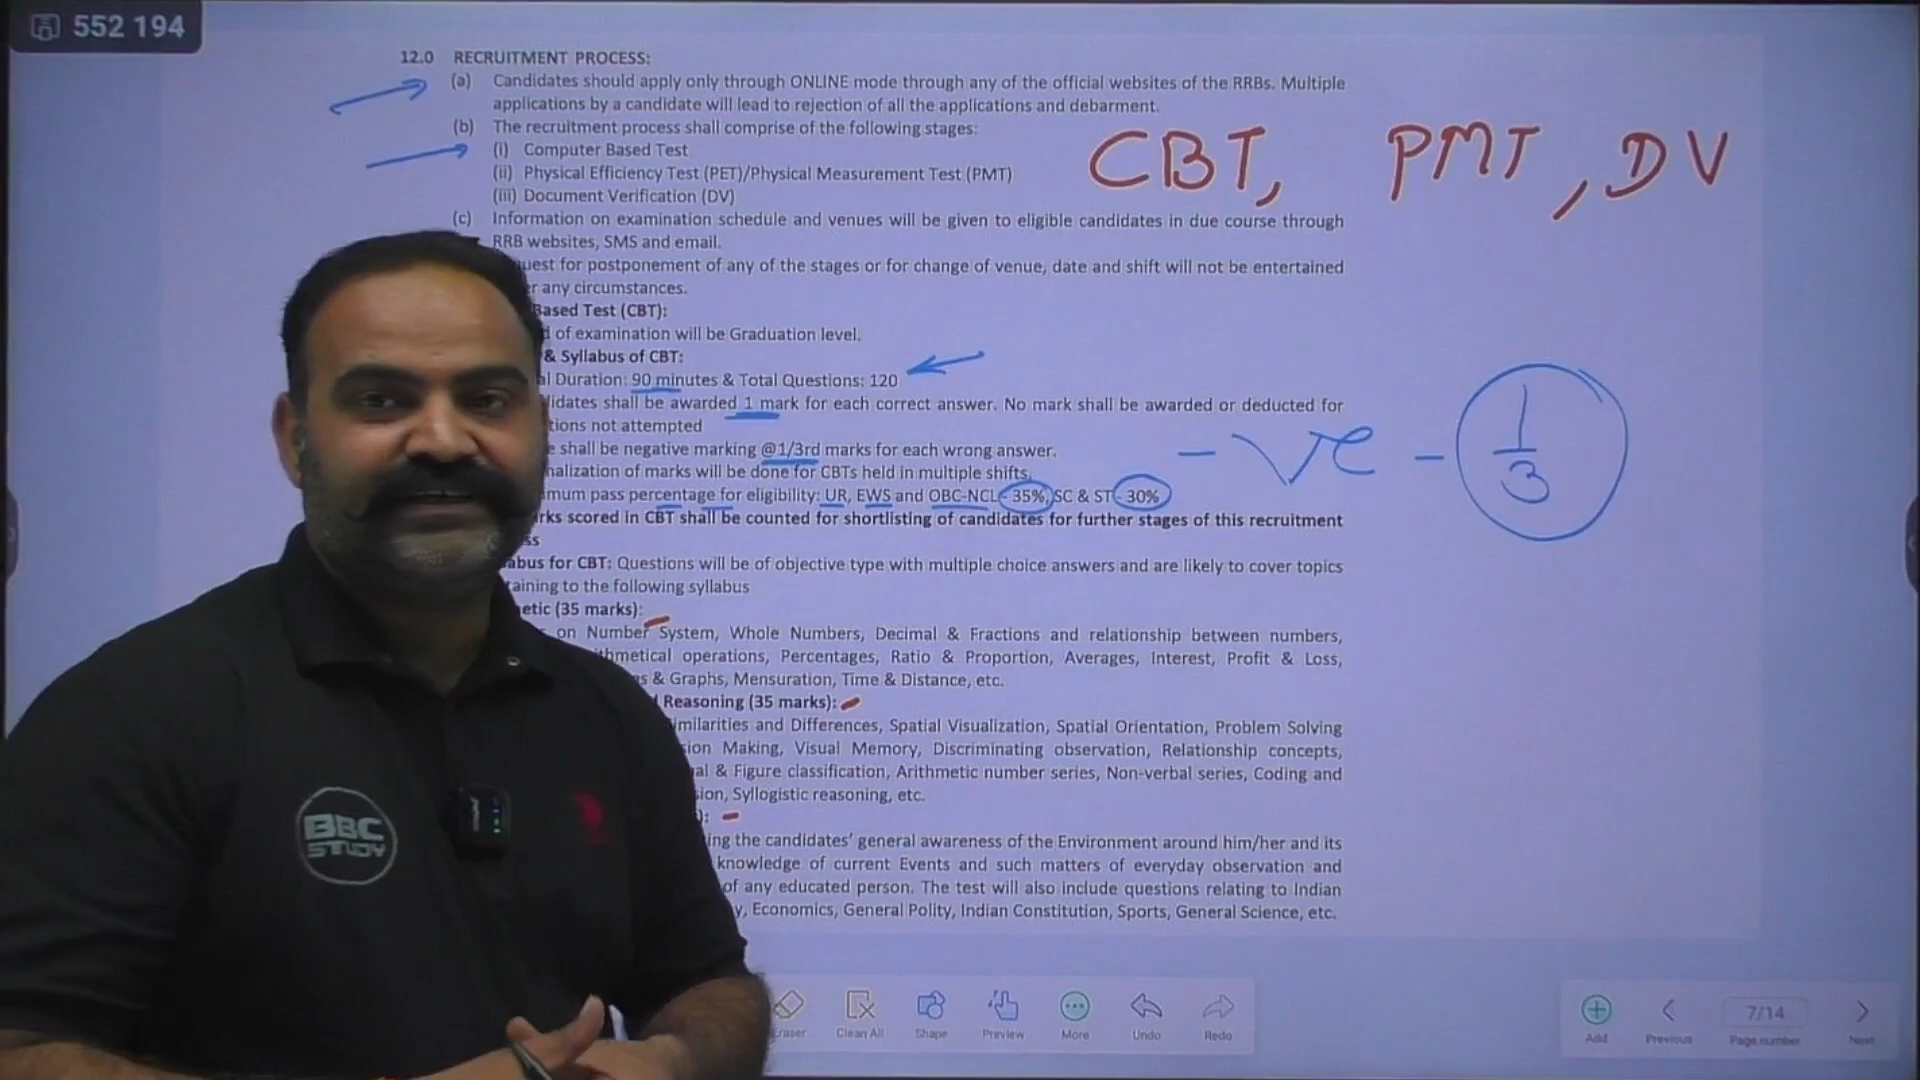 552 194
12.0 RECRUITMENT PROCESS:
(a) Candidates should apply only through ONLINE mode through any of the official websites of the RRBs. Multiple
applications by a candidate will lead to rejection of all the applications and debarment.
(b) The recruitment process shall comprise of the following stages:
(i) Computer Based Test
(ii) Physical Efficiency Test (PET)/Physical Measurement Test (PMT)
(iii) Document Verification (DV)
CBT, PMT, DV
(c) Information on examination schedule and venues will be given to eligible candidates in due course through
RRB websites, SMS and email.
uest for postponement of any of the stages or for change of venue, date and shift will not be entertained
er any circumstances.
Based Test (CBT):
d of examination will be Graduation level.
& Syllabus of CBT:
al Duration: 90 minutes & Total Questions: 120
idates shall be awarded 1 mark for each correct answer. No mark shall be awarded or deducted for
tions not attempted
e shall be negative marking @1/3rd marks for each wrong answer.
-Ve - 1/3
nalization of marks will be done for CBTs held in multiple shifts.
mum pass percentage for eligibility: UR, EWS and OBC-NCL- 35%, SC & ST- 30%
rks scored in CBT shall be counted for shortlisting of candidates for further stages of this recruitment
ss
abus for CBT: Questions will be of objective type with multiple choice answers and are likely to cover topics
taining to the following syllabus
etic (35 marks):
on Number System, Whole Numbers, Decimal & Fractions and relationship between numbers,
thmetical operations, Percentages, Ratio & Proportion, Averages, Interest, Profit & Loss,
s & Graphs, Mensuration, Time & Distance, etc.
Reasoning (35 marks):
imilarities and Differences, Spatial Visualization, Spatial Orientation, Problem Solving
sion Making, Visual Memory, Discriminating observation, Relationship concepts,
al & Figure classification, Arithmetic number series, Non-verbal series, Coding and
sion, Syllogistic reasoning, etc.
):
ing the candidates' general awareness of the Environment around him/her and its
knowledge of current Events and such matters of everyday observation and
of any educated person. The test will also include questions relating to Indian
y, Economics, General Polity, Indian Constitution, Sports, General Science, etc.
BBC
STUDY
Eraser Clean All Shape Preview More Undo Redo
7/14
Add Previous Page number Next